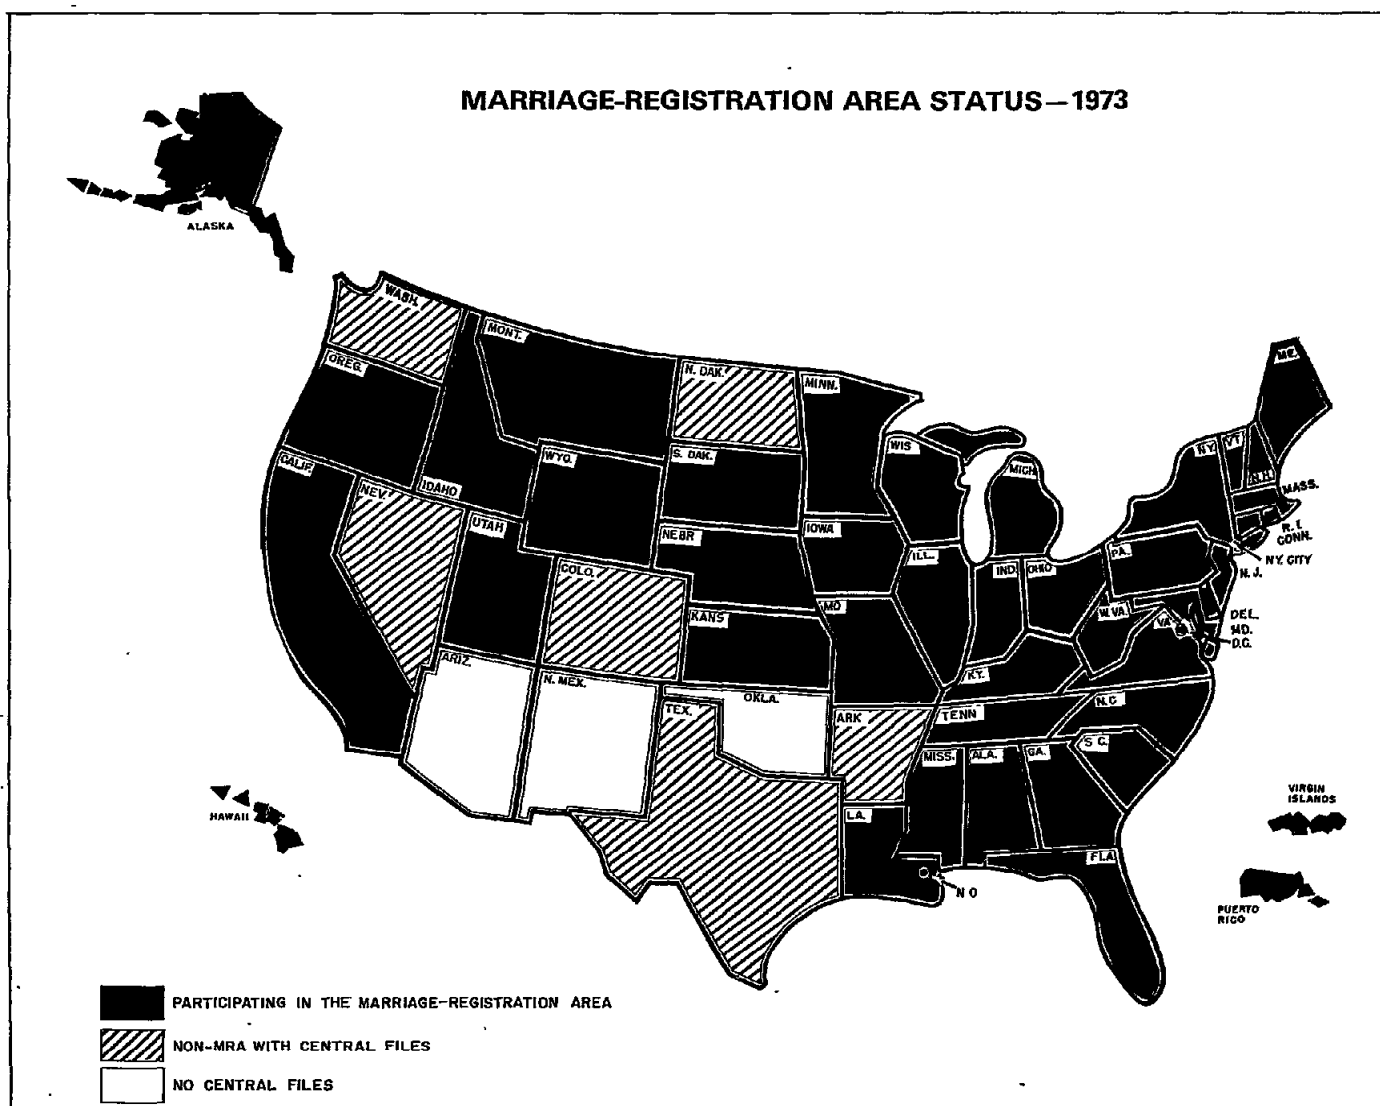 MARRIAGE-REGISTRATION AREA STATUS—1973
ALASKA
WASH.
MONT.
N. DAK.
MINN.
ME.
OREG.
WIS
N.Y.
VT.
CALIF.
WYO.
S. DAK.
MICH
N.H.
MASS.
NEV.
IDAHO
UTAH
NEBR
IOWA
ILL.
IND.
OHIO
PA.
R. I.
CONN.
N.Y. CITY
N. J.
COLO.
KANS
MO
W. VA.
VA
DEL.
MD.
D.C.
ARIZ.
N. MEX.
OKLA.
KY.
TEX.
ARK
TENN
N.C.
MISS.
ALA.
GA.
S C.
HAWAII
LA.
FLA
N O
VIRGIN
ISLANDS
PUERTO
RICO
PARTICIPATING IN THE MARRIAGE-REGISTRATION AREA
NON-MRA WITH CENTRAL FILES
NO CENTRAL FILES